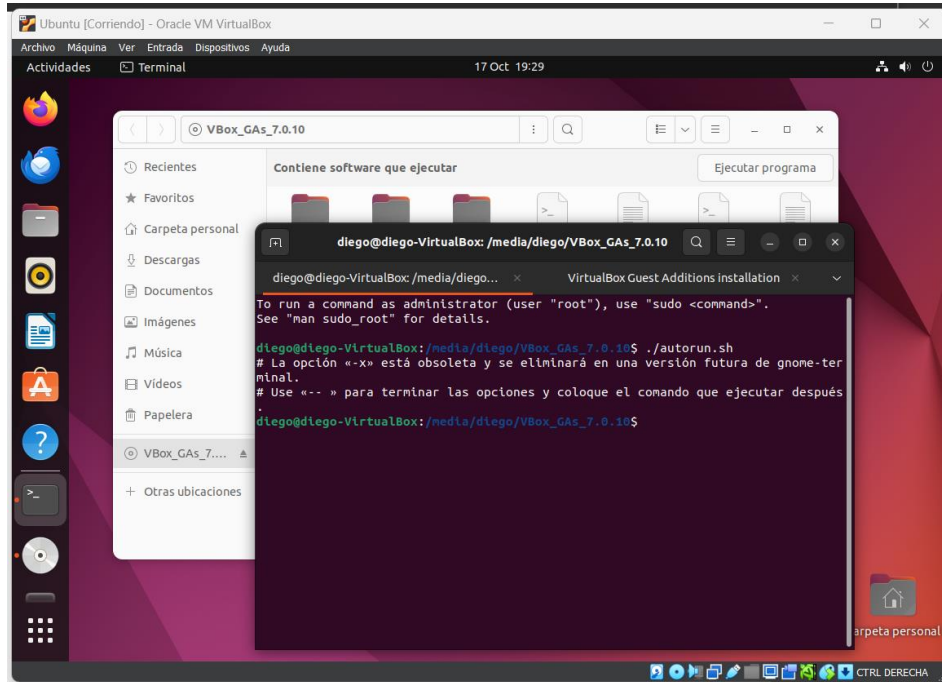 Ubuntu [Corriendo] - Oracle VM VirtualBox
Archivo Máquina Ver Entrada Dispositivos Ayuda
Actividades Terminal 17 Oct 19:29
VBox_GAs_7.0.10
Recientes
Contiene software que ejecutar
Ejecutar programa
Favoritos
Carpeta personal
Descargas
Documentos
Imágenes
Música
Vídeos
Papelera
VBox_GAs_7....
+ Otras ubicaciones
diego@diego-VirtualBox: /media/diego/VBox_GAs_7.0.10
diego@diego-VirtualBox: /media/diego...
VirtualBox Guest Additions installation
To run a command as administrator (user "root"), use "sudo <command>".
See "man sudo_root" for details.
diego@diego-VirtualBox:/media/diego/VBox_GAs_7.0.10$ ./autorun.sh
# La opción «-x» está obsoleta y se eliminará en una versión futura de gnome-ter
minal.
# Use «-- » para terminar las opciones y coloque el comando que ejecutar después
.
diego@diego-VirtualBox:/media/diego/VBox_GAs_7.0.10$
arpeta personal
CTRL DERECHA